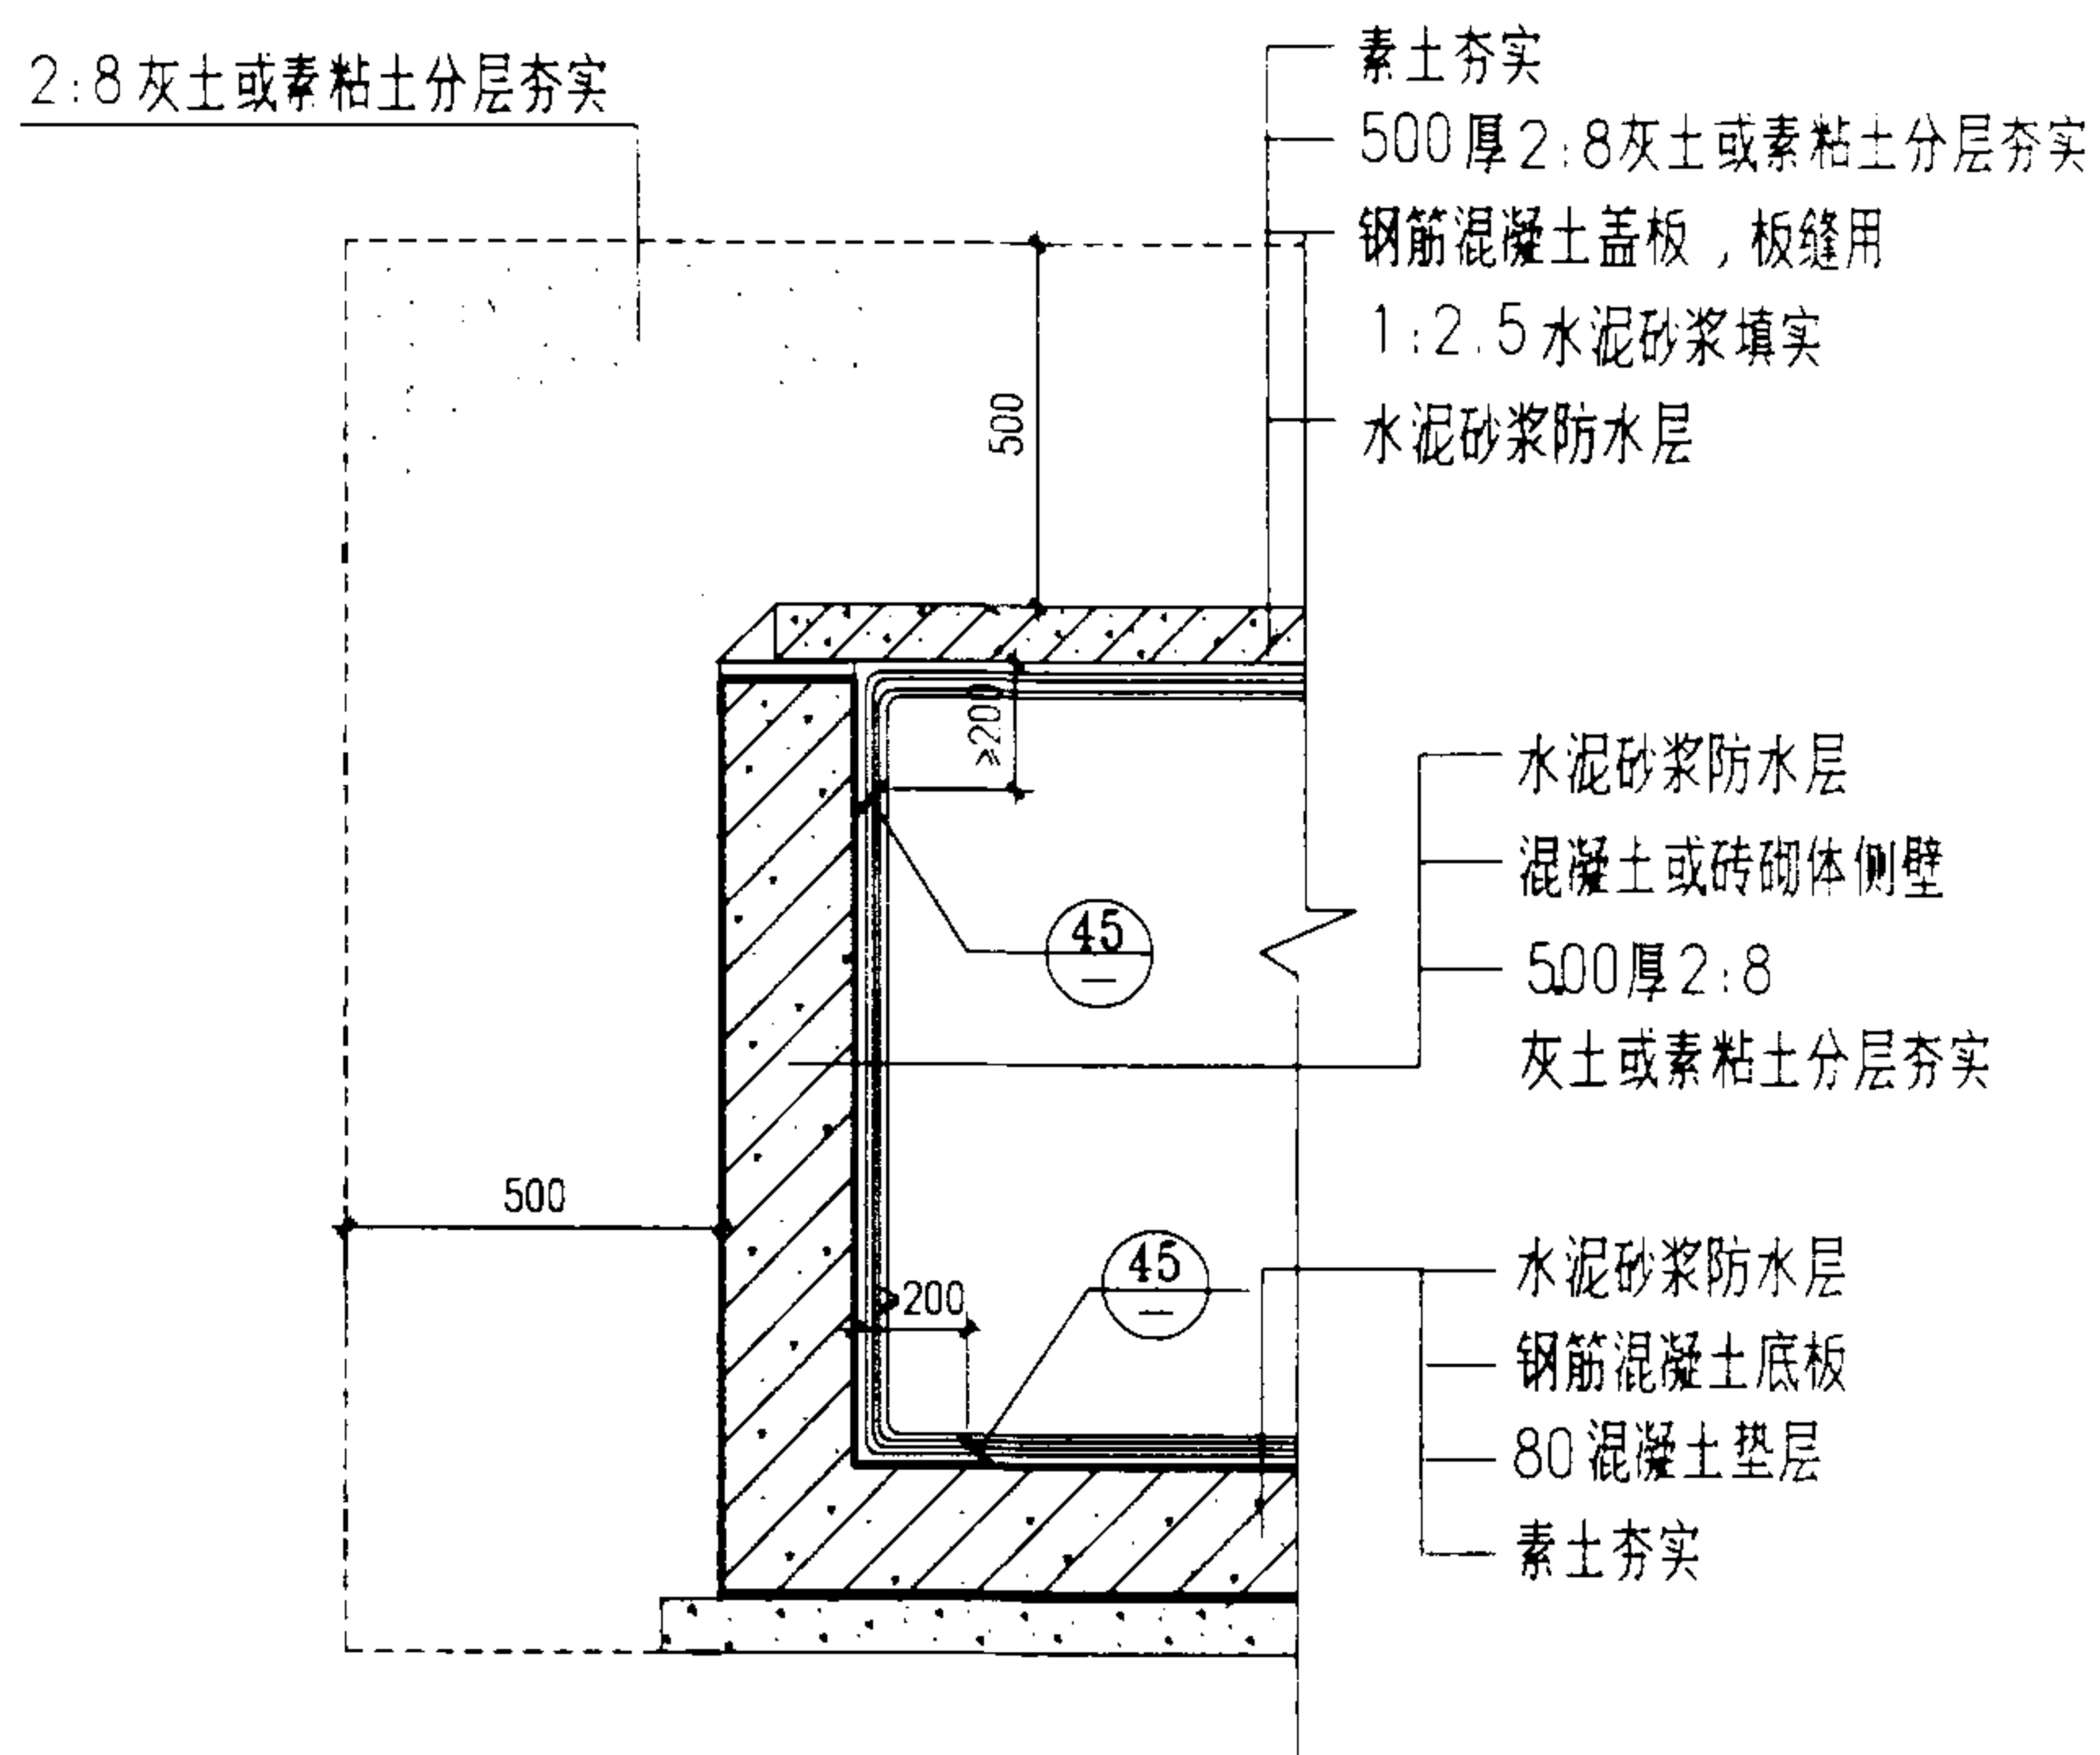 2:8灰土或素粘土分层夯实
素土夯实
500厚2:8灰土或素粘土分层夯实
钢筋混凝土盖板，板缝用
1:2.5水泥砂浆填实
水泥砂浆防水层
500
≥200
水泥砂浆防水层
混凝土或砖砌体侧壁
500厚2:8
灰土或素粘土分层夯实
45
—
500
200
45
—
水泥砂浆防水层
钢筋混凝土底板
80混凝土垫层
素土夯实